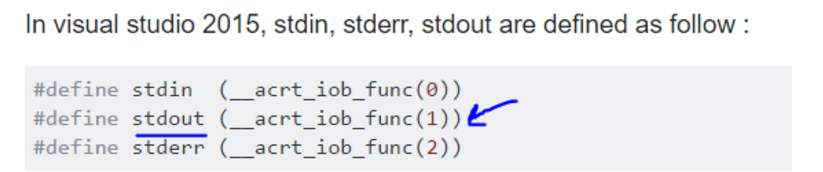 In visual studio 2015, stdin, stderr, stdout are defined as follow :
#define stdin  (__acrt_iob_func(0))
#define stdout (__acrt_iob_func(1))
#define stderr (__acrt_iob_func(2))